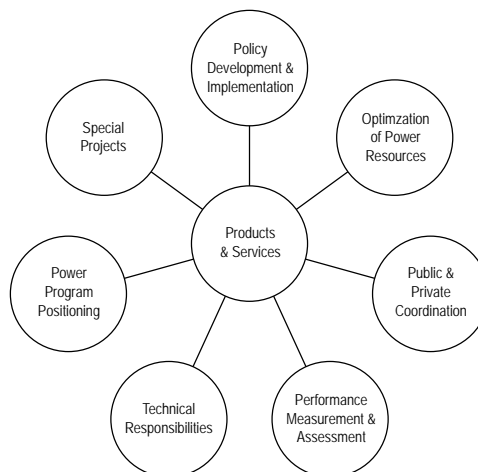 Policy
Development &
Implementation
Optimzation
of Power
Resources
Public &
Private
Coordination
Performance
Measurement &
Assessment
Technical
Responsibilities
Power
Program
Positioning
Special
Projects
Products
& Services